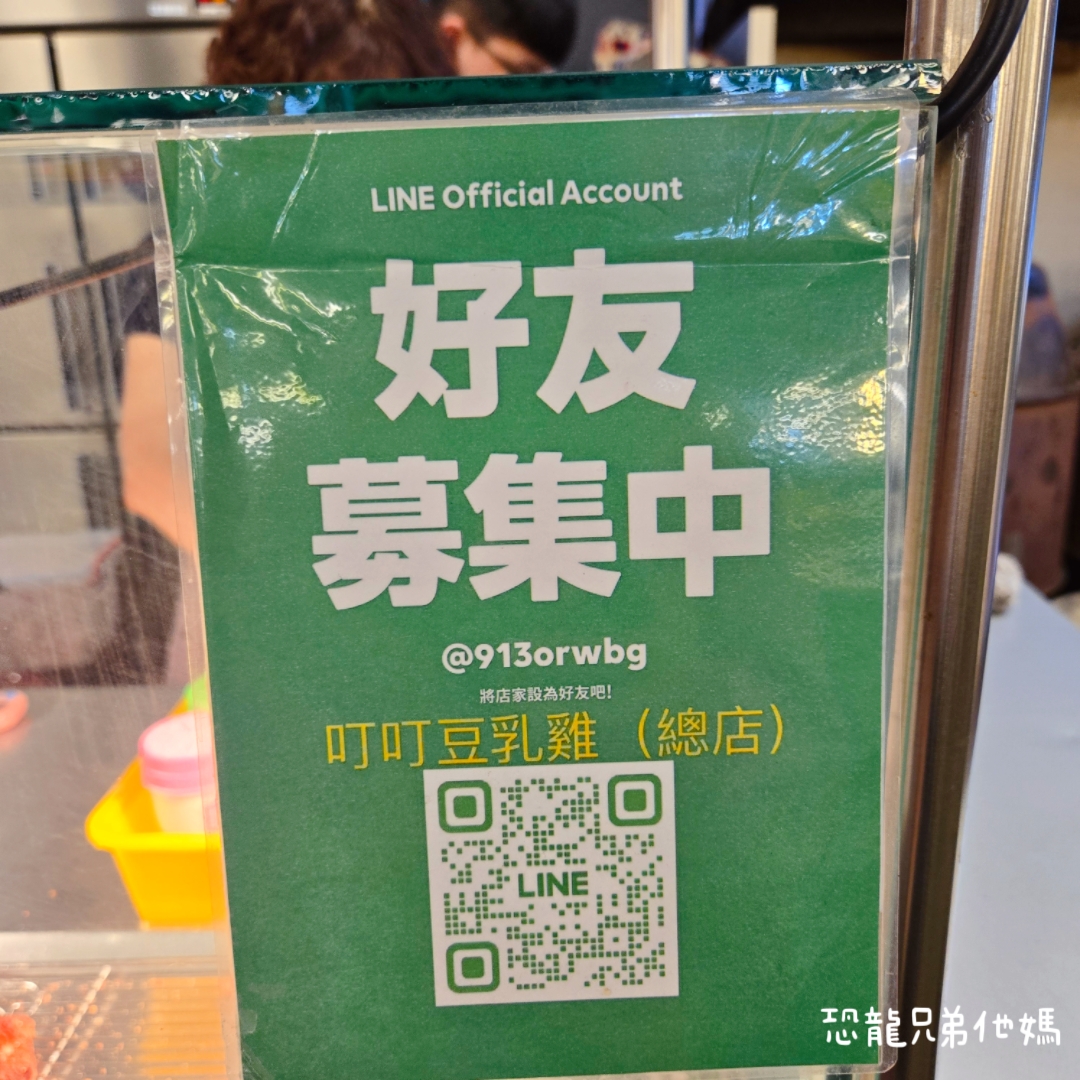 LINE Official Account
好友
募集中
@913orwbg
將店家設為好友吧!
叮叮豆乳雞（總店）
LINE
恐龍兄弟他媽